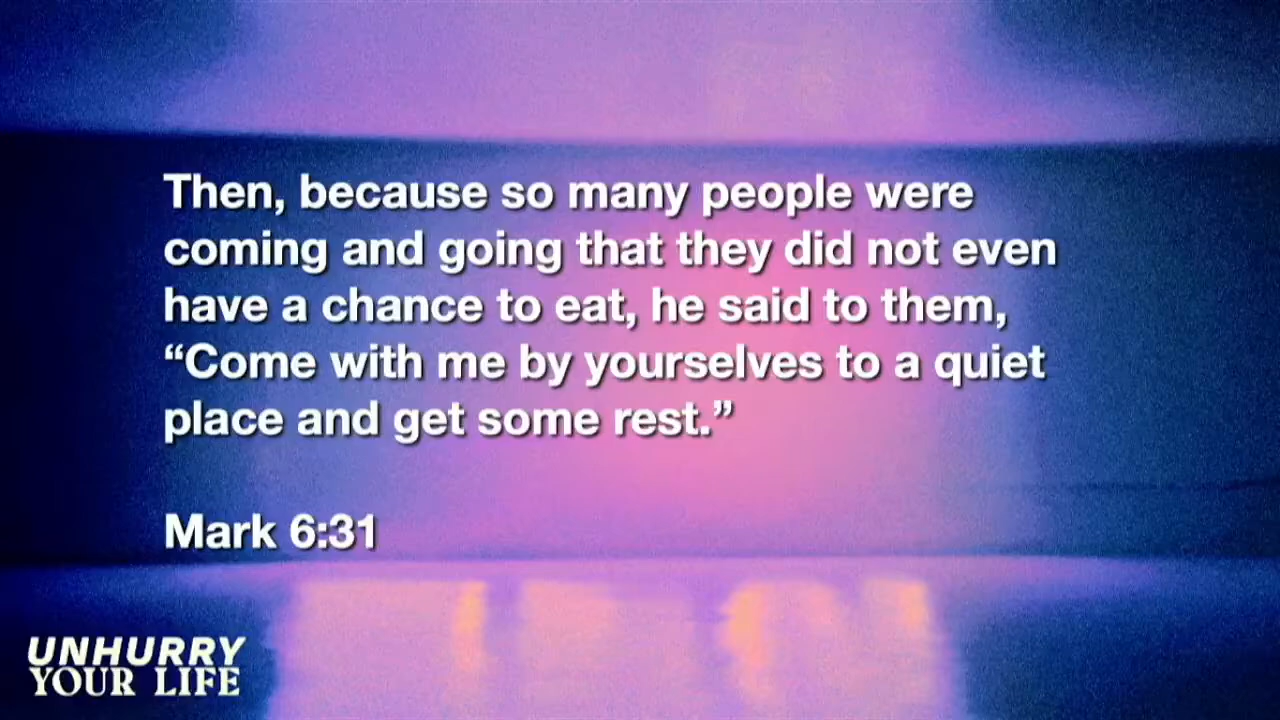 Then, because so many people were
coming and going that they did not even
have a chance to eat, he said to them,
“Come with me by yourselves to a quiet
place and get some rest.”
Mark 6:31
UNHURRY
YOUR LIFE